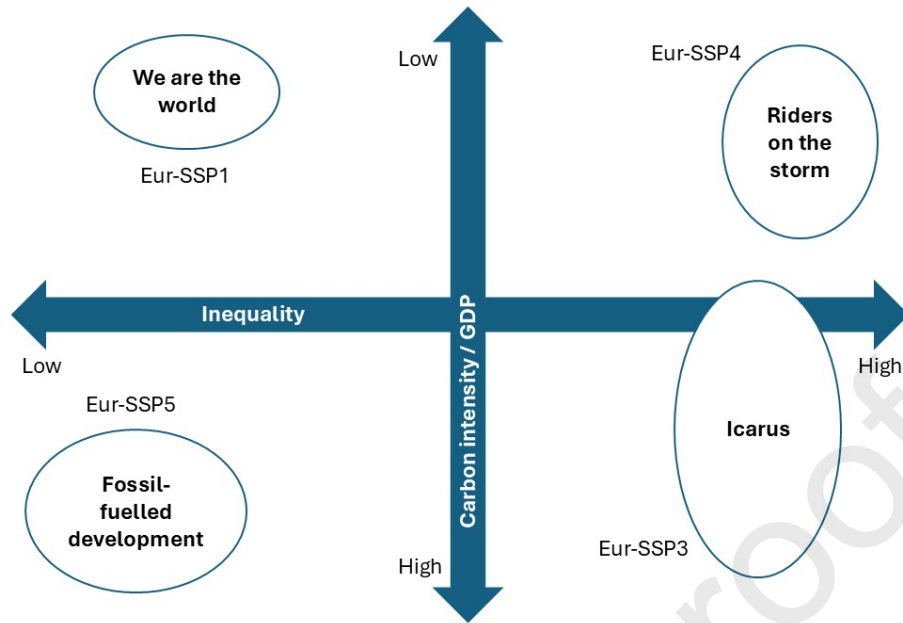 Low
Eur-SSP4
We are the
world
Riders
on the
storm
Eur-SSP1
Inequality
Carbon intensity / GDP
Low
High
Eur-SSP5
Icarus
Fossil-
fuelled
development
Eur-SSP3
High